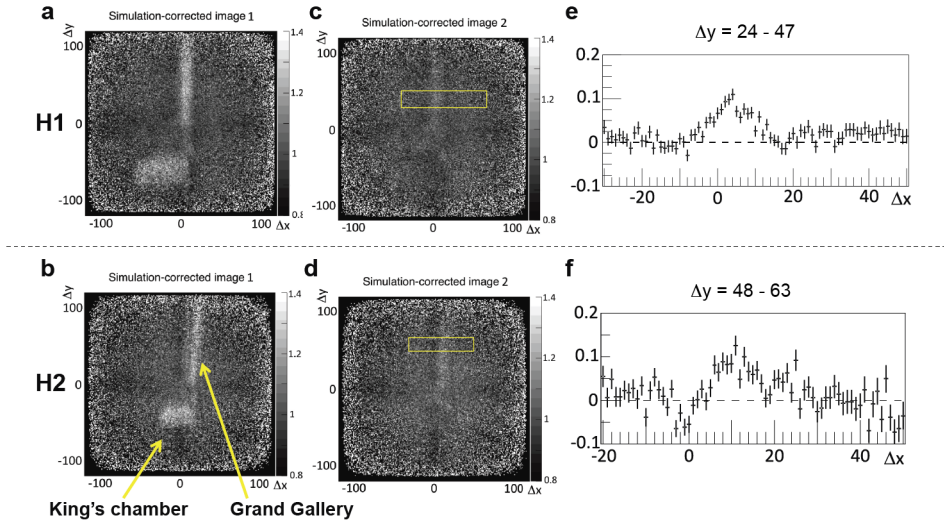 a
Simulation-corrected image 1
Δy
100
0
-100
-100
0
100
Δx
1.4
1.2
1
0.8
H1
c
Simulation-corrected image 2
Δy
100
0
-100
-100
0
100
Δx
1.4
1.2
1
0.8
e
Δy = 24 - 47
0.2
0.1
0
-0.1
-20
0
20
40
Δx
b
Simulation-corrected image 1
Δy
100
0
-100
-100
0
100
Δx
1.4
1.2
1
0.8
H2
King's chamber
Grand Gallery
d
Simulation-corrected image 2
Δy
100
0
-100
-100
0
100
Δx
1.4
1.2
1
0.8
f
Δy = 48 - 63
0.2
0.1
0
-0.1
-20
0
20
40
Δx